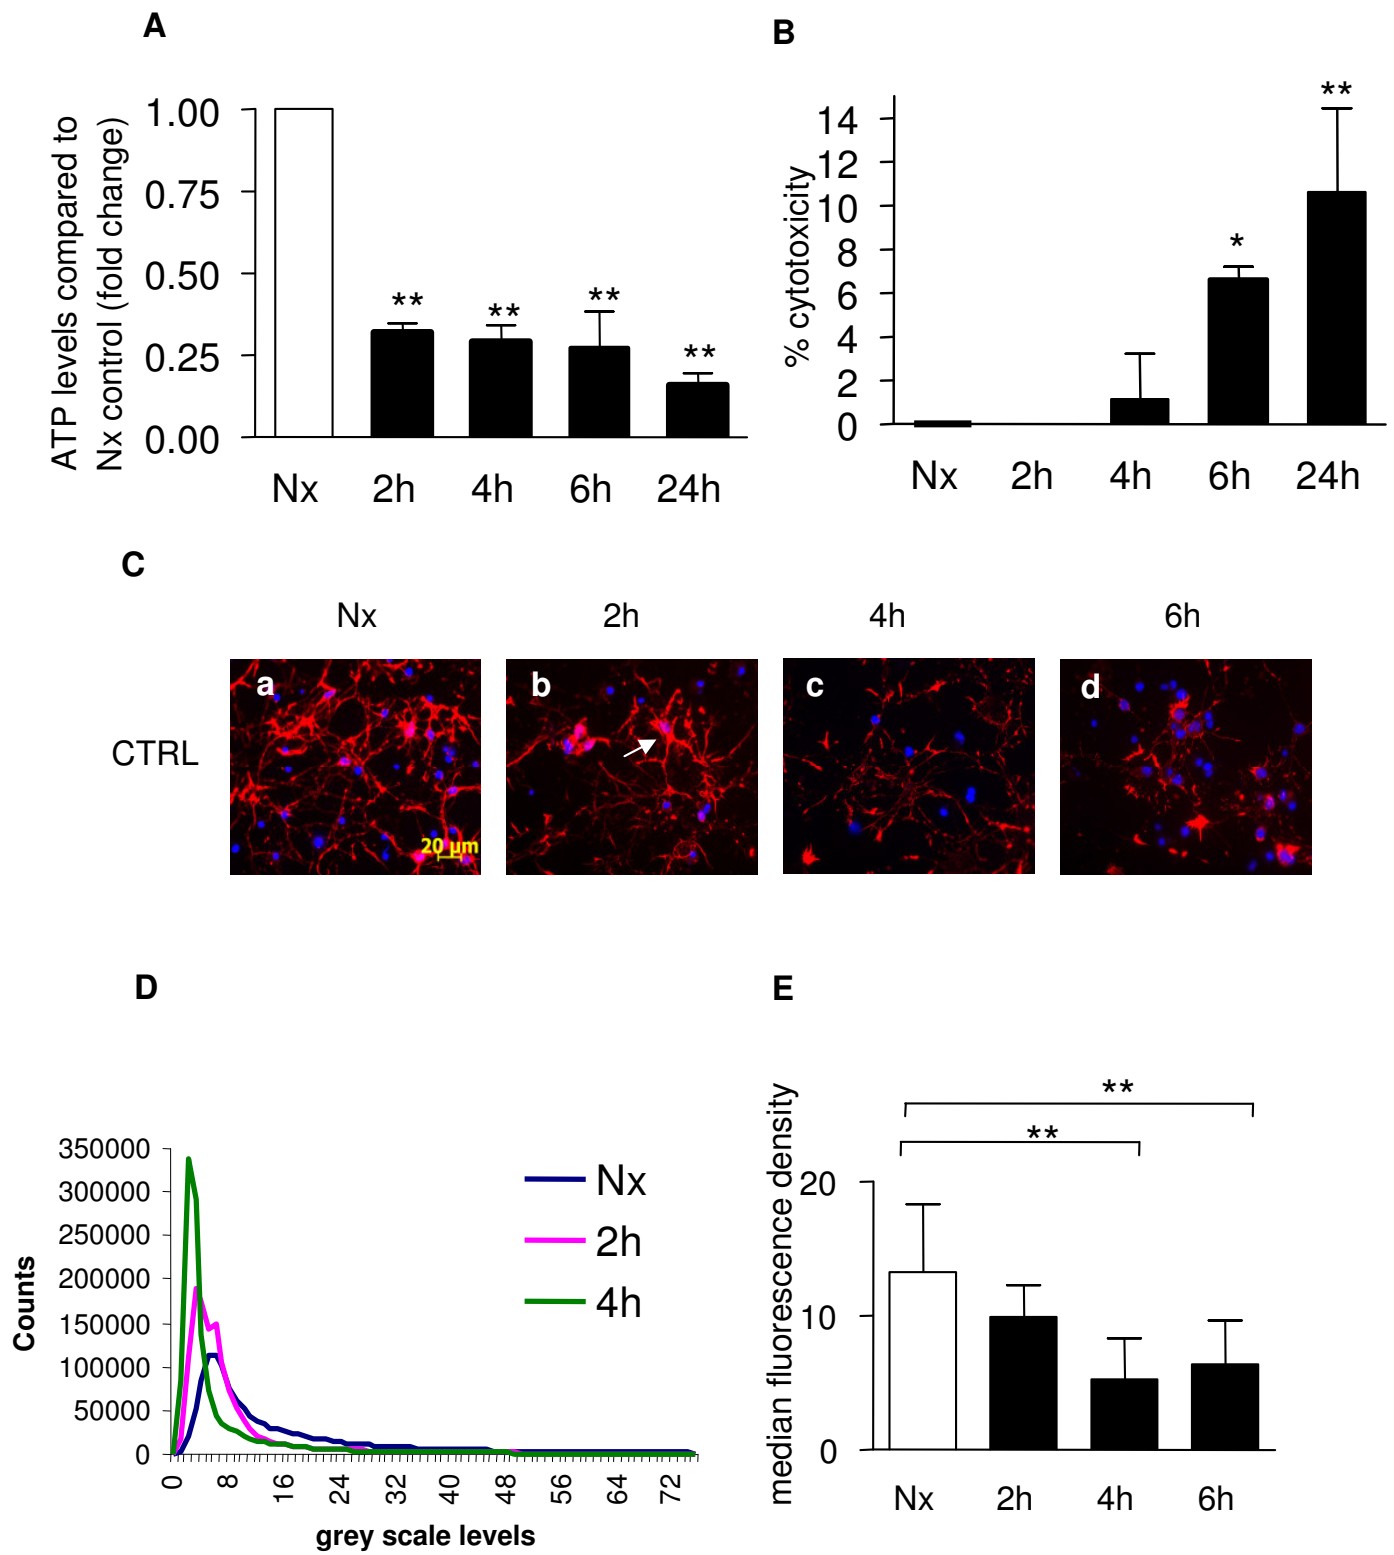 A
ATP levels compared to
Nx control (fold change)
1.00
0.75
0.50
0.25
0.00
**
**
**
**
Nx 2h 4h 6h 24h
B
% cytotoxicity
14
12
10
8
6
4
2
0
*
**
Nx 2h 4h 6h 24h
C
Nx 2h 4h 6h
CTRL
a b c d
20 µm
D
Counts
350000
300000
250000
200000
150000
100000
50000
0
Nx
2h
4h
0 8 16 24 32 40 48 56 64 72
grey scale levels
E
median fluorescence density
**
**
20
10
0
Nx 2h 4h 6h